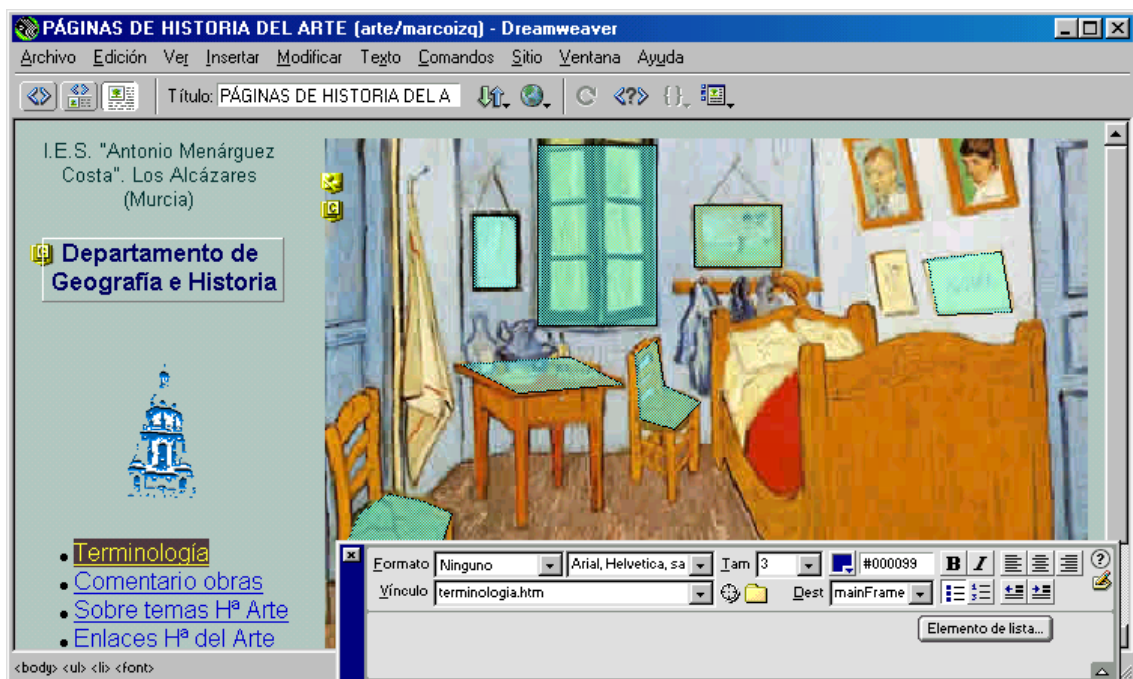 PÁGINAS DE HISTORIA DEL ARTE (arte/marcoizq) - Dreamweaver
Archivo Edición Ver Insertar Modificar Texto Comandos Sitio Ventana Ayuda
Título: PÁGINAS DE HISTORIA DEL A
I.E.S. "Antonio Menárguez
Costa". Los Alcázares
(Murcia)
Departamento de
Geografía e Historia
Terminología
Comentario obras
Sobre temas Hª Arte
Enlaces Hª del Arte
Formato Ninguno Arial, Helvetica, sa Tam 3 #000099 B I
Vínculo terminologia.htm Dest mainFrame
Elemento de lista...
<body> <ul> <li> <font>